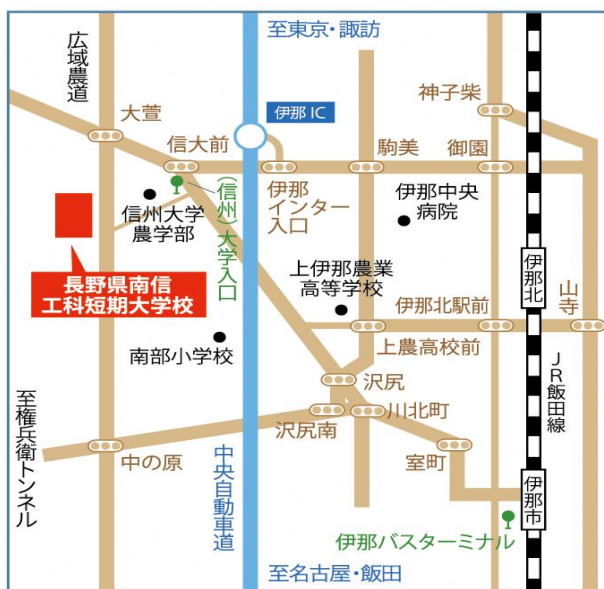 至東京・諏訪
広域農道
大萱
信大前
伊那 IC
伊那
インター
入口
駒美
御園
神子柴
信州大学
農学部
(信州)大学入口
伊那中央
病院
長野県南信
工科短期大学校
上伊那農業
高等学校
伊那北駅前
伊那北
山寺
上農高校前
南部小学校
JR飯田線
沢尻
沢尻南
川北町
至権兵衛トンネル
中の原
中央自動車道
室町
伊那市
伊那バスターミナル
至名古屋・飯田